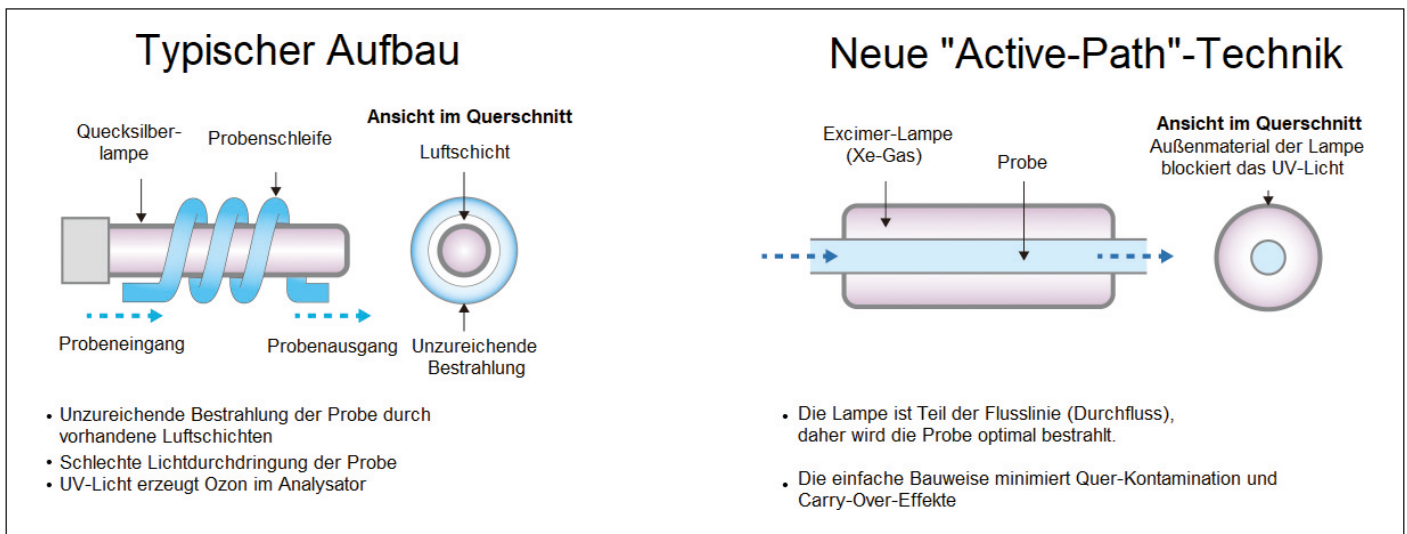 Typischer Aufbau
Quecksilber-
lampe
Probenschleife
Ansicht im Querschnitt
Luftschicht
Probeneingang
Probenausgang
Unzureichende
Bestrahlung
• Unzureichende Bestrahlung der Probe durch
vorhandene Luftschichten
• Schlechte Lichtdurchdringung der Probe
• UV-Licht erzeugt Ozon im Analysator
Neue "Active-Path"-Technik
Excimer-Lampe
(Xe-Gas)
Probe
Ansicht im Querschnitt
Außenmaterial der Lampe
blockiert das UV-Licht
• Die Lampe ist Teil der Flusslinie (Durchfluss),
daher wird die Probe optimal bestrahlt.
• Die einfache Bauweise minimiert Quer-Kontamination und
Carry-Over-Effekte